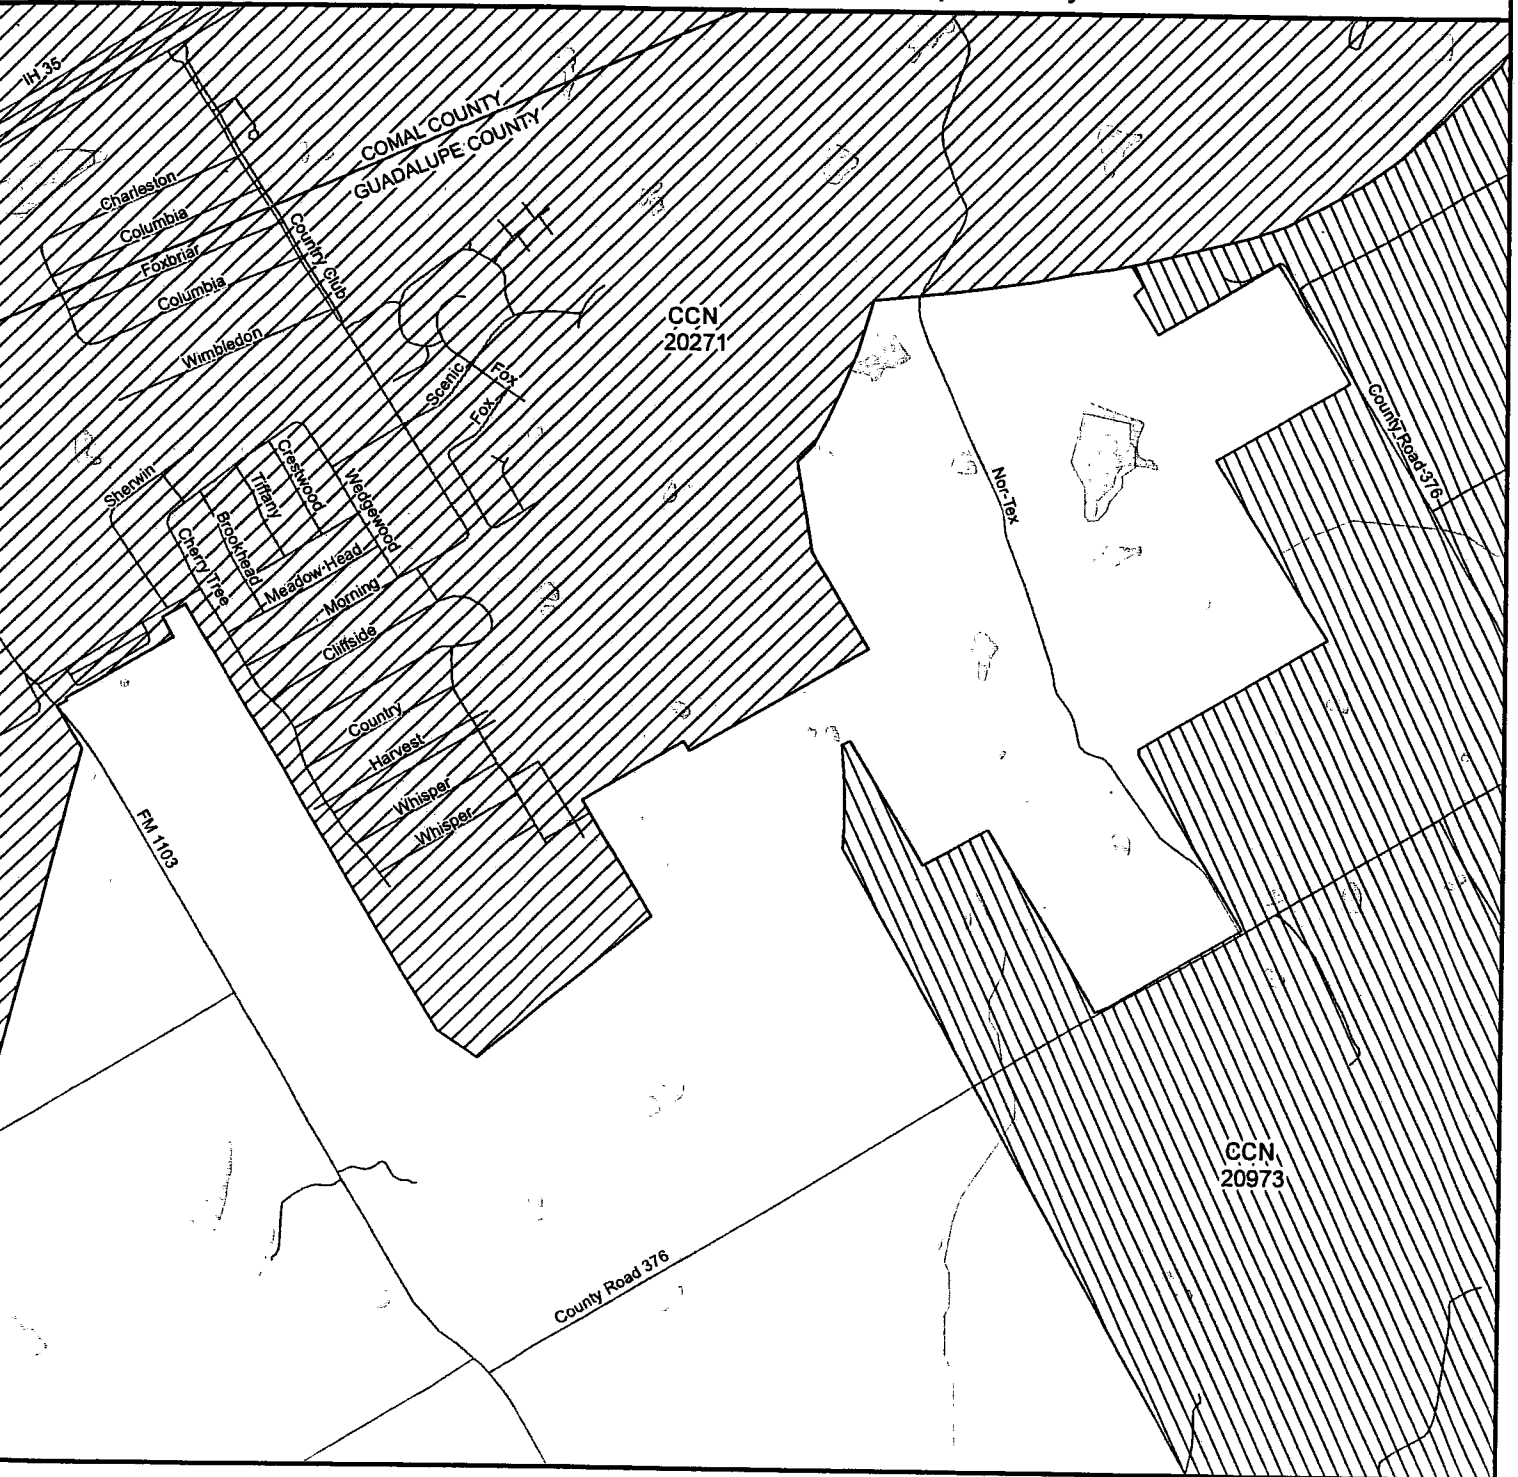 IH 35
COMAL COUNTY
GUADALUPE COUNTY
Charleston
Columbia
Foxbriar
Columbia
Wimbledon
Country Club
CCN
20271
Scenic
Fox
Fox
County Road 376
Sherwin
Crestwood
Tiffany
Wedgewood
Brookhead
Cherry Tree
Meadow Head
Morning
Cliffside
Nor-Tex
Country
Harvest
Whisper
Whisper
FM 1103
CCN
20973
County Road 376